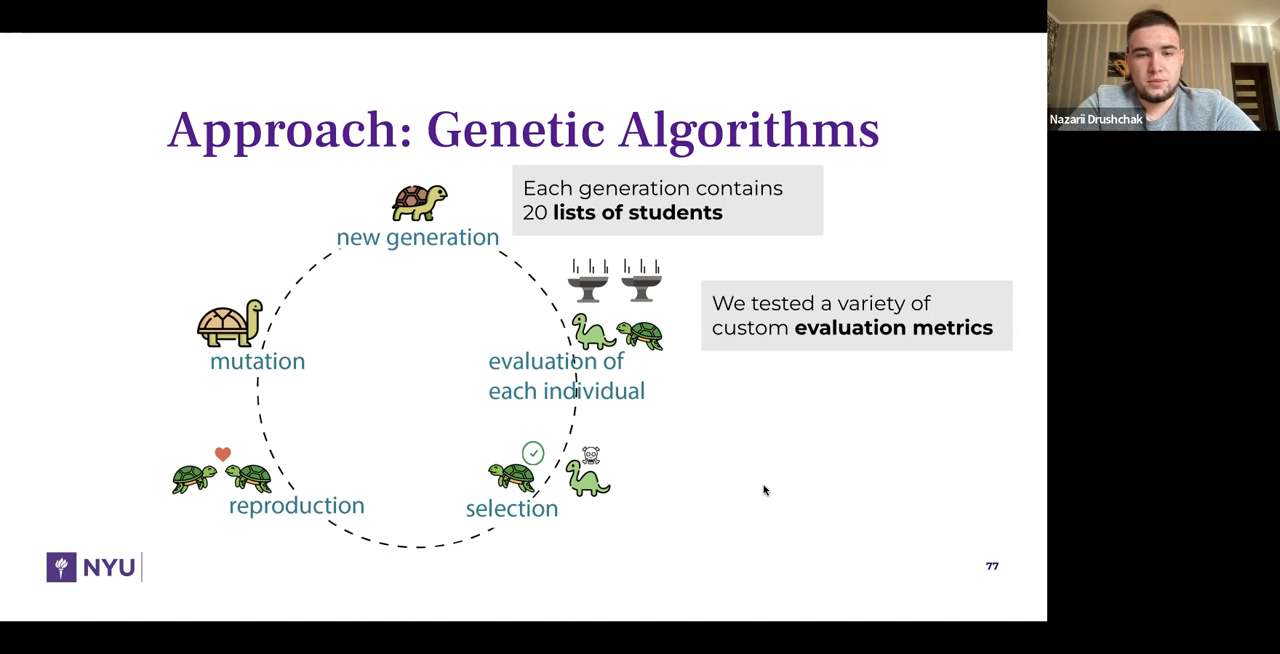 Nazarii Drushchak
Approach: Genetic Algorithms
Each generation contains
20 lists of students
new generation
We tested a variety of
custom evaluation metrics
mutation
evaluation of
each individual
reproduction
selection
NYU
77